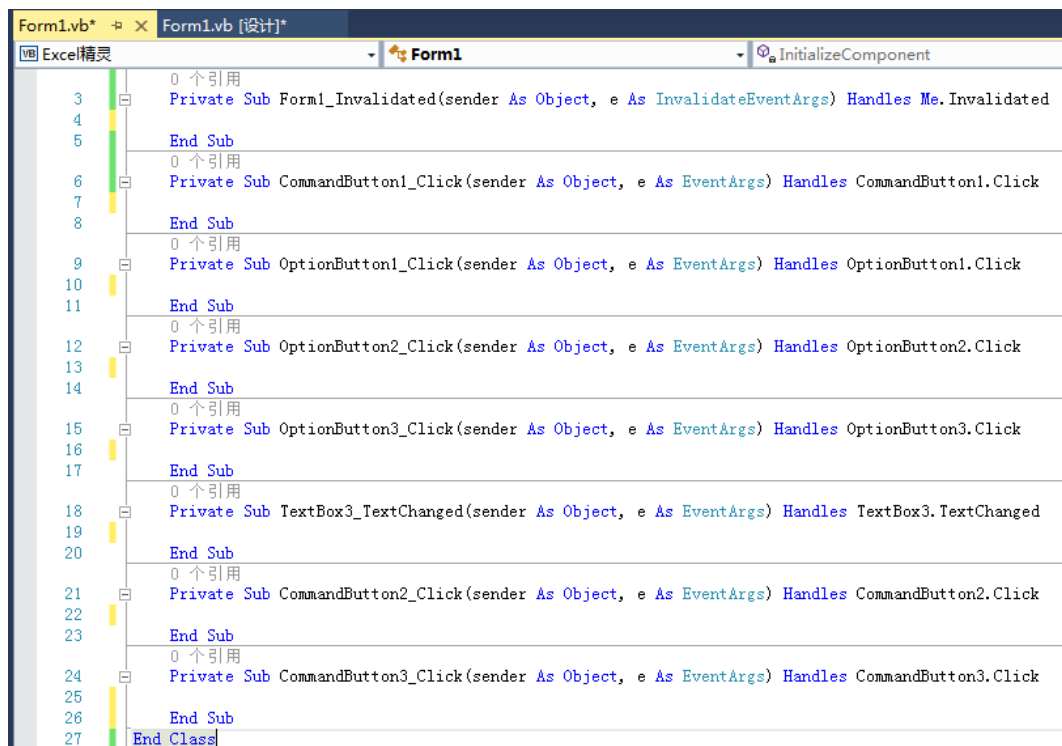 Form1.vb* Form1.vb [设计]*
VB Excel精灵 Form1 InitializeComponent
0 个引用
3 Private Sub Form1_Invalidated(sender As Object, e As InvalidateEventArgs) Handles Me.Invalidated
4
5 End Sub
0 个引用
6 Private Sub CommandButton1_Click(sender As Object, e As EventArgs) Handles CommandButton1.Click
7
8 End Sub
0 个引用
9 Private Sub OptionButton1_Click(sender As Object, e As EventArgs) Handles OptionButton1.Click
10
11 End Sub
0 个引用
12 Private Sub OptionButton2_Click(sender As Object, e As EventArgs) Handles OptionButton2.Click
13
14 End Sub
0 个引用
15 Private Sub OptionButton3_Click(sender As Object, e As EventArgs) Handles OptionButton3.Click
16
17 End Sub
0 个引用
18 Private Sub TextBox3_TextChanged(sender As Object, e As EventArgs) Handles TextBox3.TextChanged
19
20 End Sub
0 个引用
21 Private Sub CommandButton2_Click(sender As Object, e As EventArgs) Handles CommandButton2.Click
22
23 End Sub
0 个引用
24 Private Sub CommandButton3_Click(sender As Object, e As EventArgs) Handles CommandButton3.Click
25
26 End Sub
27 End Class